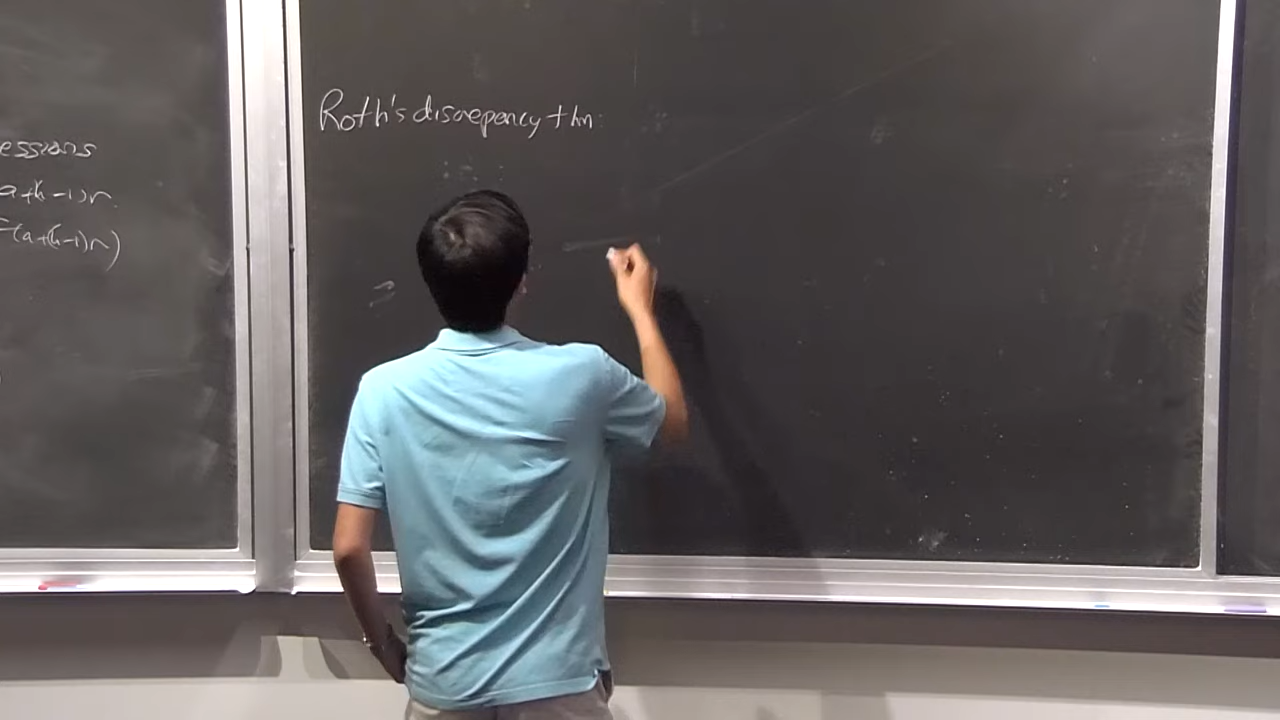 essions
a+(k-1)r.
f(a+(k-1)r)
Roth's discrepancy thm: